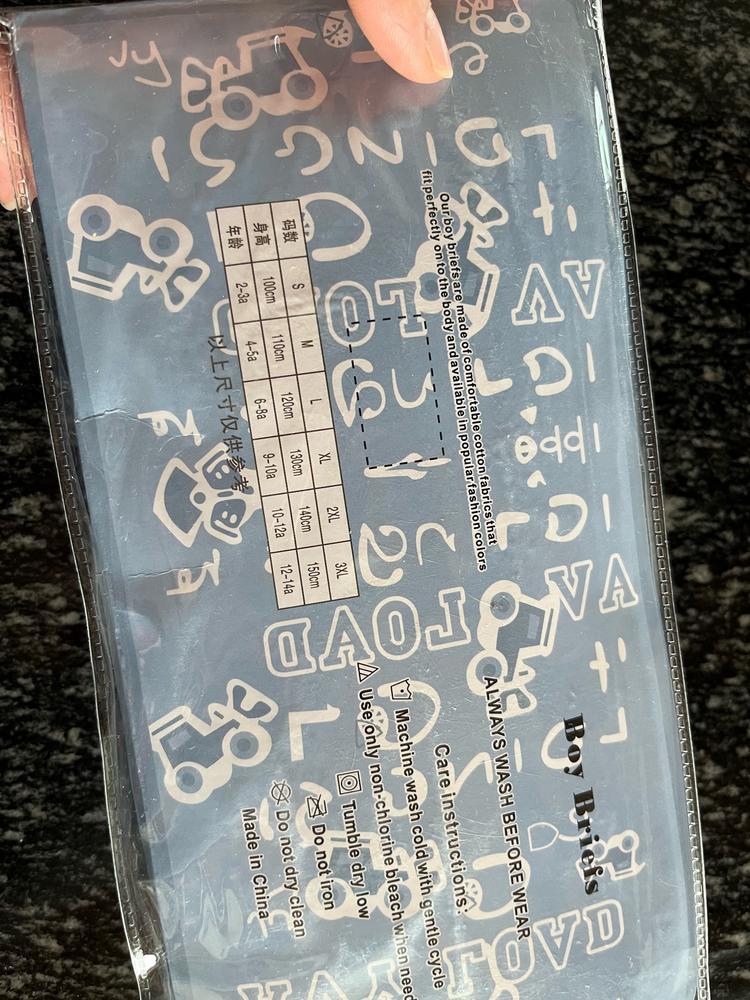 Boy Briefs
Our boy briefs are made of comfortable cotton fabrics that
fit perfectly on to the body and available in popular fashion colors
ALWAYS WASH BEFORE WEAR
Care instructions:
Machine wash cold with gentle cycle
Use only non-chlorine bleach when need
Tumble dry low
Do not iron
Do not dry clean
Made in China
码数 S M L XL 2XL 3XL
身高 100cm 110cm 120cm 130cm 140cm 150cm
年龄 2-3a 4-5a 6-8a 9-10a 10-12a 12-14a
以上尺寸仅供参考
LOAD
LOAD